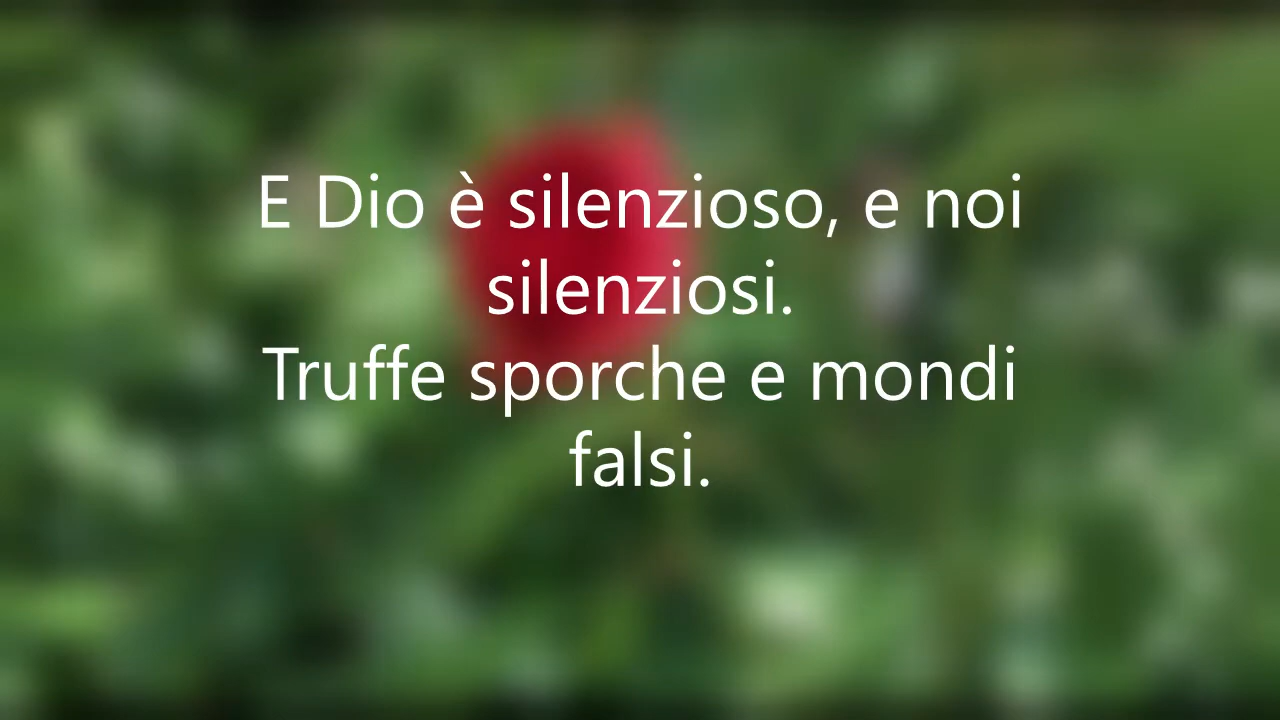 E Dio è silenzioso, e noi
silenziosi.
Truffe sporche e mondi
falsi.